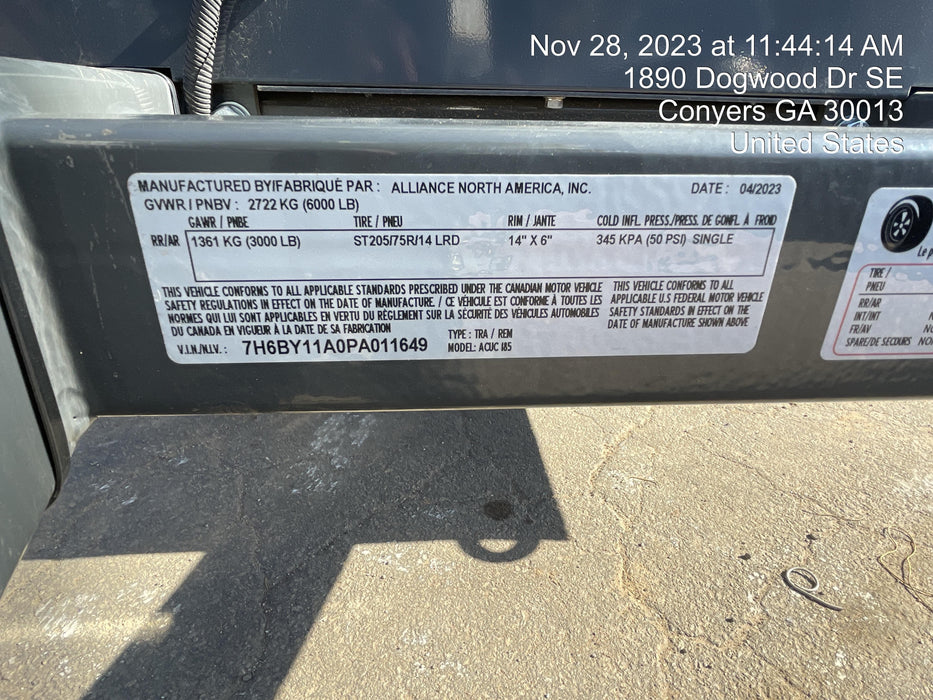 Nov 28, 2023 at 11:44:14 AM
1890 Dogwood Dr SE
Conyers GA 30013
United States
MANUFACTURED BY/FABRIQUÉ PAR : ALLIANCE NORTH AMERICA, INC. DATE : 04/2023
GVWR / PNBV : 2722 KG (6000 LB)
GAWR / PNBE TIRE / PNEU RIM / JANTE COLD INFL. PRESS./PRESS. DE GONFL. À FROID
RR/AR 1361 KG (3000 LB) ST205/75R/14 LRD 14" X 6" 345 KPA (50 PSI) SINGLE
THIS VEHICLE CONFORMS TO ALL APPLICABLE STANDARDS PRESCRIBED UNDER THE CANADIAN MOTOR VEHICLE
SAFETY REGULATIONS IN EFFECT ON THE DATE OF MANUFACTURE. / CE VÉHICULE EST CONFORME À TOUTES LES
NORMES QUI LUI SONT APPLICABLES EN VERTU DU RÈGLEMENT SUR LA SÉCURITÉ DES VÉHICULES AUTOMOBILES
DU CANADA EN VIGUEUR À LA DATE DE SA FABRICATION
THIS VEHICLE CONFORMS TO ALL
APPLICABLE U.S FEDERAL MOTOR VEHICLE
SAFETY STANDARDS IN EFFECT ON THE
DATE OF MANUFACTURE SHOWN ABOVE
TYPE : TRA / REM
V.I.N./N.I.V. : 7H6BY11A0PA011649 MODEL: ACUC 185
Le
TIRE /
PNEU
RR/AR
INT/INT
FR/AV
SPARE/DE SECOURS